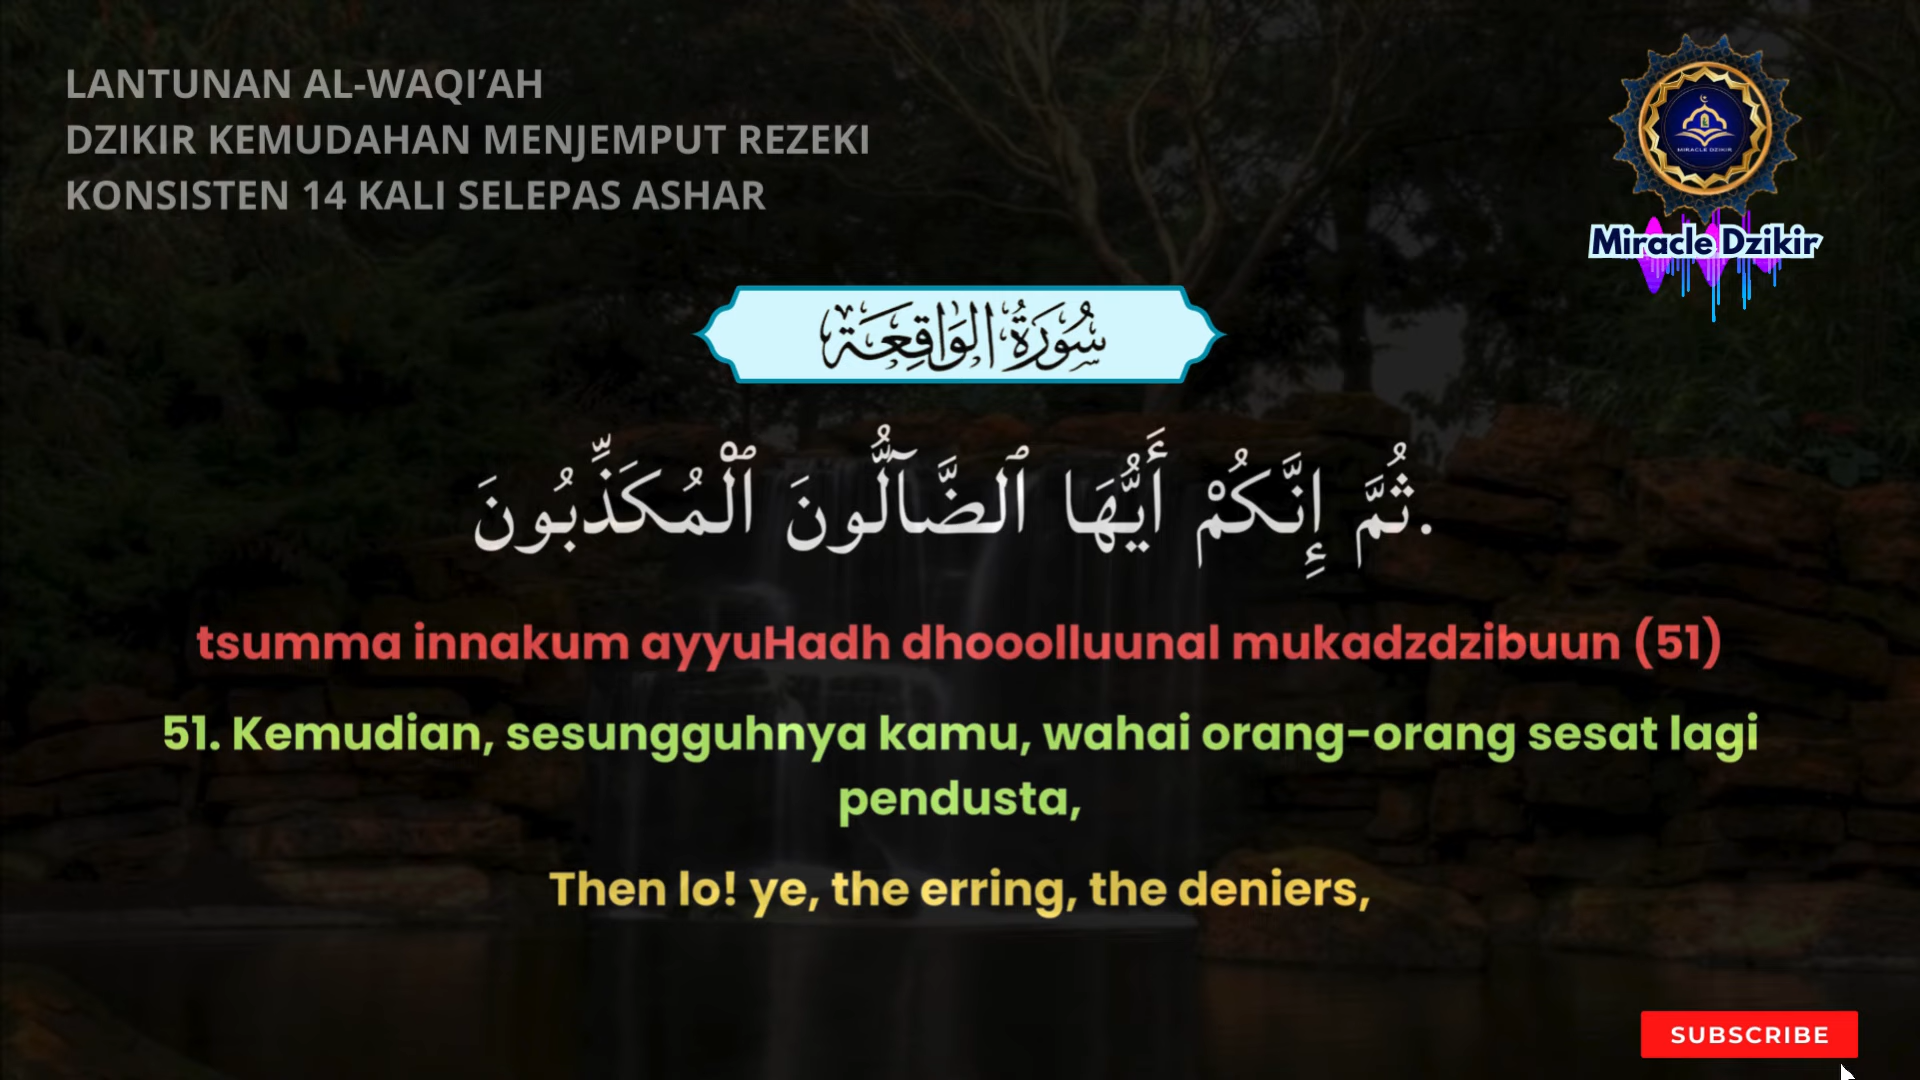 LANTUNAN AL-WAQI’AH
DZIKIR KEMUDAHAN MENJEMPUT REZEKI
KONSISTEN 14 KALI SELEPAS ASHAR
MIRACLE DZIKIR
Miracle Dzikir
سُورَةُ الوَاقِعَة
.ثُمَّ إِنَّكُمْ أَيُّهَا ٱلضَّآلُّونَ ٱلْمُكَذِّبُونَ
tsumma innakum ayyuHadh dhooolluunal mukadzdzibuun (51)
51. Kemudian, sesungguhnya kamu, wahai orang-orang sesat lagi
pendusta,
Then lo! ye, the erring, the deniers,
SUBSCRIBE